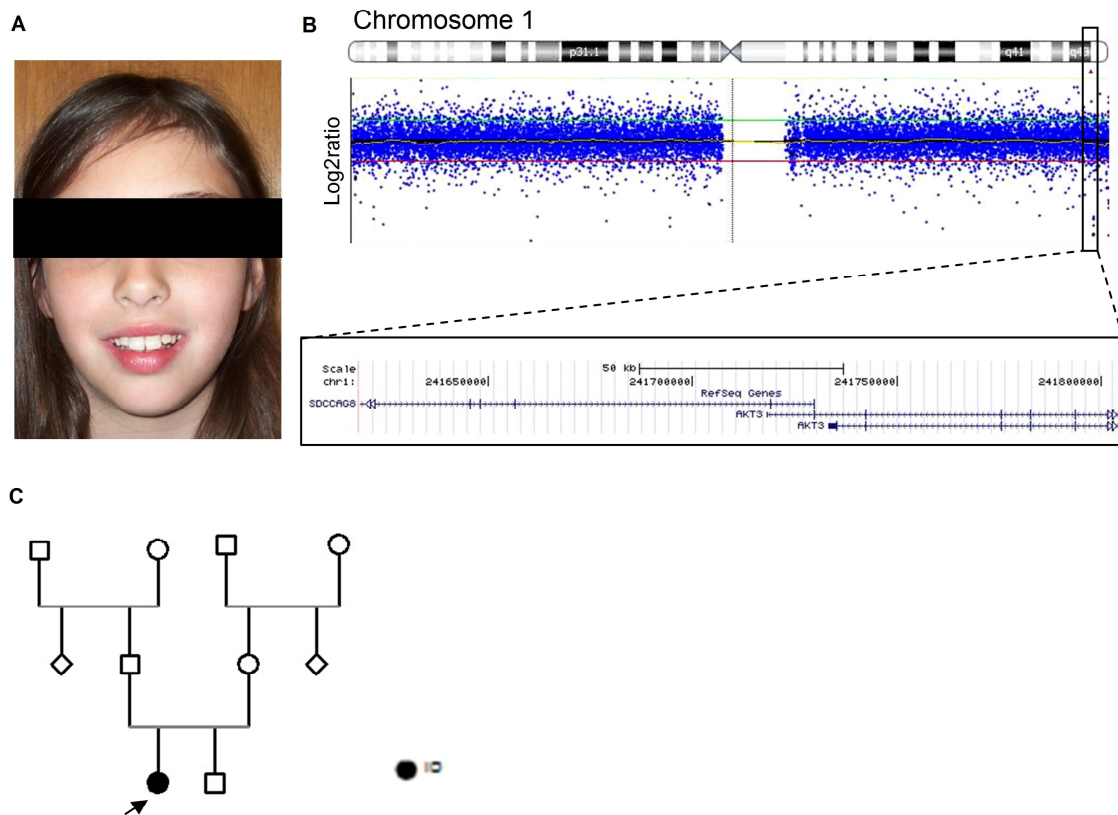 A
B
Chromosome 1
p31.1
q41
Log2ratio
Scale
50 kb
chr1:
241650000
241700000
241750000
241800000
RefSeq Genes
SDCCAG8
AKT3
AKT3
C
ID